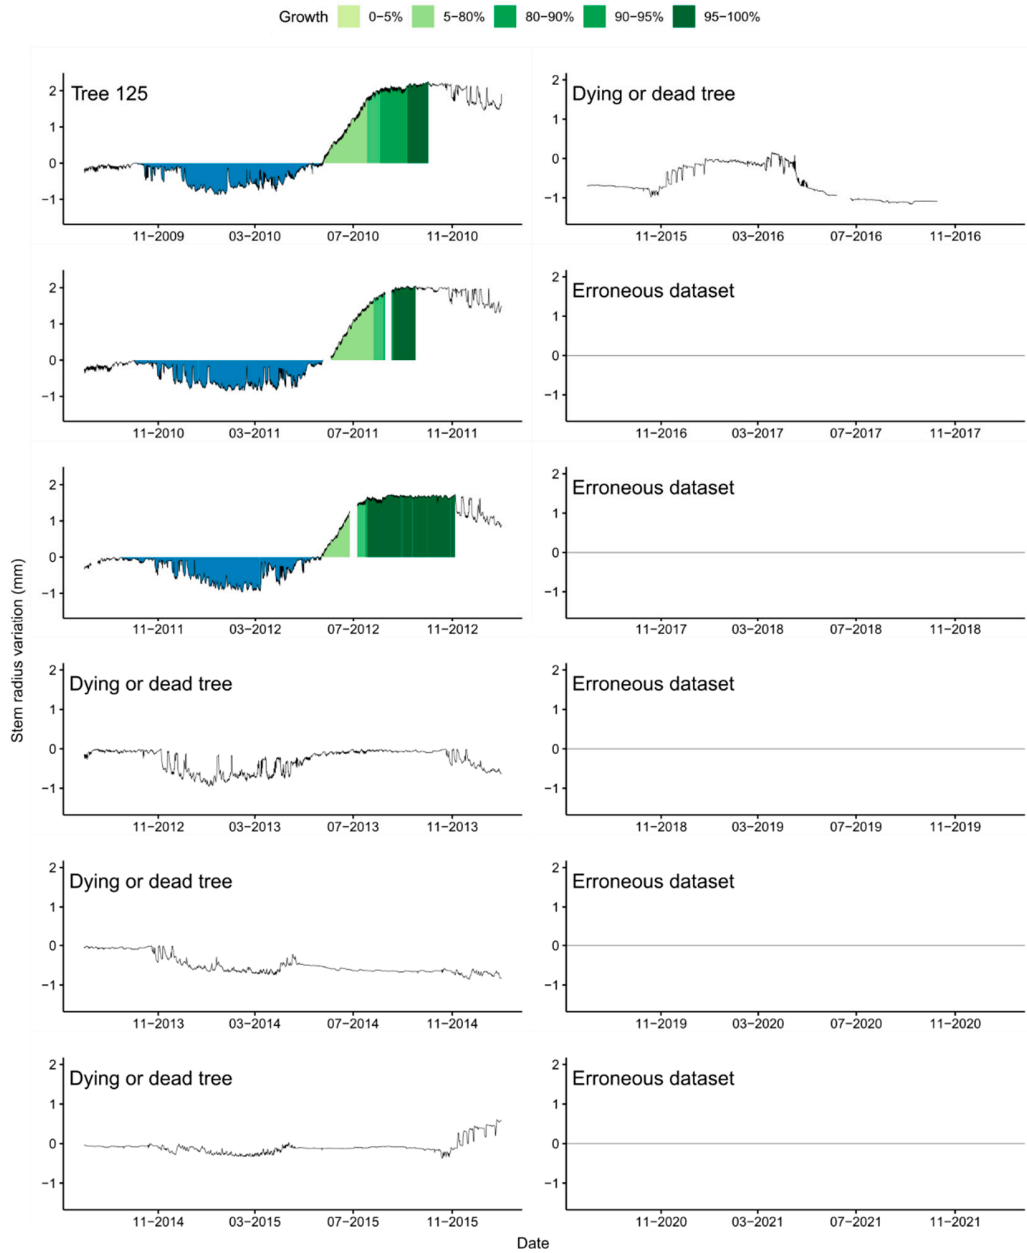 Growth 0−5% 5−80% 80−90% 90−95% 95−100%
Stem radius variation (mm)
Tree 125
2
1
0
−1
11−2009 03−2010 07−2010 11−2010
Dying or dead tree
2
1
0
−1
11−2015 03−2016 07−2016 11−2016
2
1
0
−1
11−2010 03−2011 07−2011 11−2011
Erroneous dataset
2
1
0
−1
11−2016 03−2017 07−2017 11−2017
2
1
0
−1
11−2011 03−2012 07−2012 11−2012
Erroneous dataset
2
1
0
−1
11−2017 03−2018 07−2018 11−2018
Dying or dead tree
2
1
0
−1
11−2012 03−2013 07−2013 11−2013
Erroneous dataset
2
1
0
−1
11−2018 03−2019 07−2019 11−2019
Dying or dead tree
2
1
0
−1
11−2013 03−2014 07−2014 11−2014
Erroneous dataset
2
1
0
−1
11−2019 03−2020 07−2020 11−2020
Dying or dead tree
2
1
0
−1
11−2014 03−2015 07−2015 11−2015
Erroneous dataset
2
1
0
−1
11−2020 03−2021 07−2021 11−2021
Date